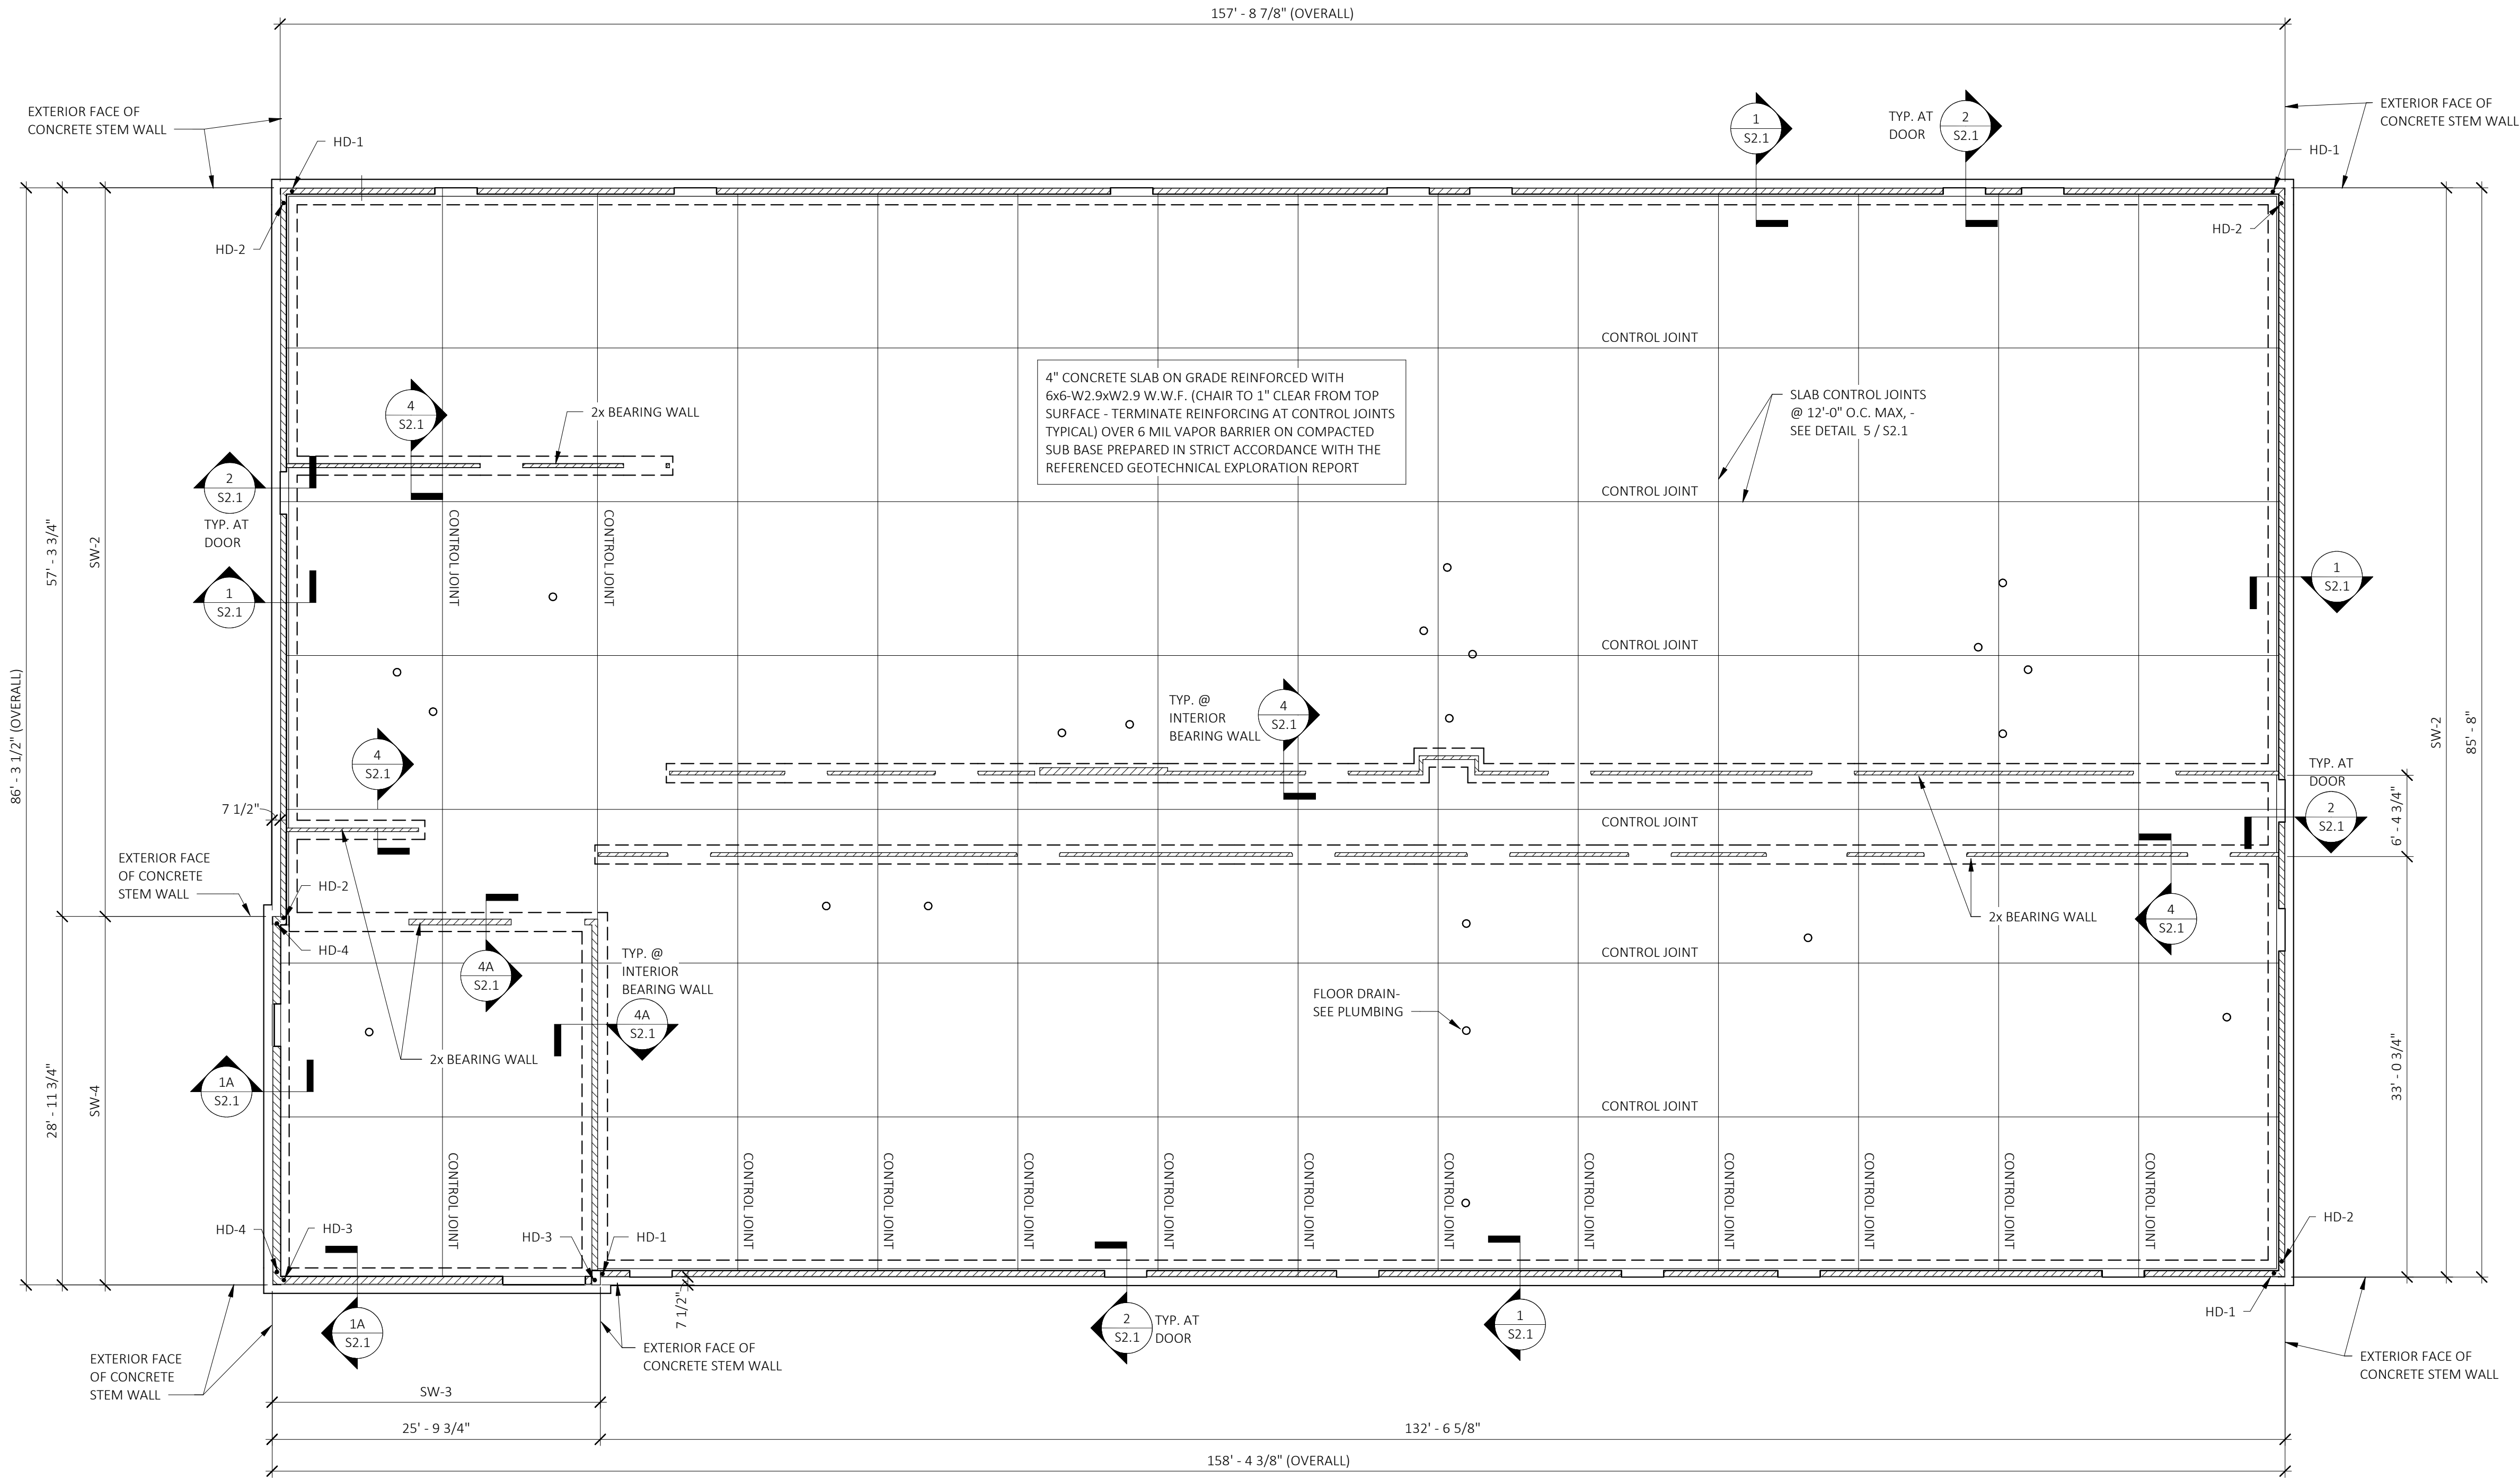 157' - 8 7/8" (OVERALL)
EXTERIOR FACE OF
CONCRETE STEM WALL
HD-1
1
S2.1
TYP. AT
DOOR
2
S2.1
EXTERIOR FACE OF
CONCRETE STEM WALL
HD-1
HD-2
HD-2
CONTROL JOINT
4" CONCRETE SLAB ON GRADE REINFORCED WITH
6x6-W2.9xW2.9 W.W.F. (CHAIR TO 1" CLEAR FROM TOP
SURFACE - TERMINATE REINFORCING AT CONTROL JOINTS
TYPICAL) OVER 6 MIL VAPOR BARRIER ON COMPACTED
SUB BASE PREPARED IN STRICT ACCORDANCE WITH THE
REFERENCED GEOTECHNICAL EXPLORATION REPORT
SLAB CONTROL JOINTS
@ 12'-0" O.C. MAX, -
SEE DETAIL 5 / S2.1
4
S2.1
2x BEARING WALL
2
S2.1
TYP. AT
DOOR
CONTROL JOINT
CONTROL JOINT
CONTROL JOINT
57' - 3 3/4"
SW-2
1
S2.1
1
S2.1
CONTROL JOINT
86' - 3 1/2" (OVERALL)
TYP. @
INTERIOR
BEARING WALL
4
S2.1
4
S2.1
SW-2
85' - 8"
TYP. AT
DOOR
2
S2.1
6' - 4 3/4"
7 1/2"
CONTROL JOINT
EXTERIOR FACE
OF CONCRETE
STEM WALL
HD-2
HD-4
2x BEARING WALL
4
S2.1
4A
S2.1
TYP. @
INTERIOR
BEARING WALL
4A
S2.1
CONTROL JOINT
FLOOR DRAIN-
SEE PLUMBING
2x BEARING WALL
28' - 11 3/4"
SW-4
1A
S2.1
33' - 0 3/4"
CONTROL JOINT
CONTROL JOINT
CONTROL JOINT
CONTROL JOINT
CONTROL JOINT
CONTROL JOINT
CONTROL JOINT
CONTROL JOINT
CONTROL JOINT
CONTROL JOINT
CONTROL JOINT
CONTROL JOINT
HD-4
HD-3
HD-3
HD-1
HD-2
HD-1
7 1/2"
1A
S2.1
2
S2.1
TYP. AT
DOOR
1
S2.1
EXTERIOR FACE
OF CONCRETE
STEM WALL
EXTERIOR FACE OF
CONCRETE STEM WALL
EXTERIOR FACE OF
CONCRETE STEM WALL
SW-3
25' - 9 3/4"
132' - 6 5/8"
158' - 4 3/8" (OVERALL)